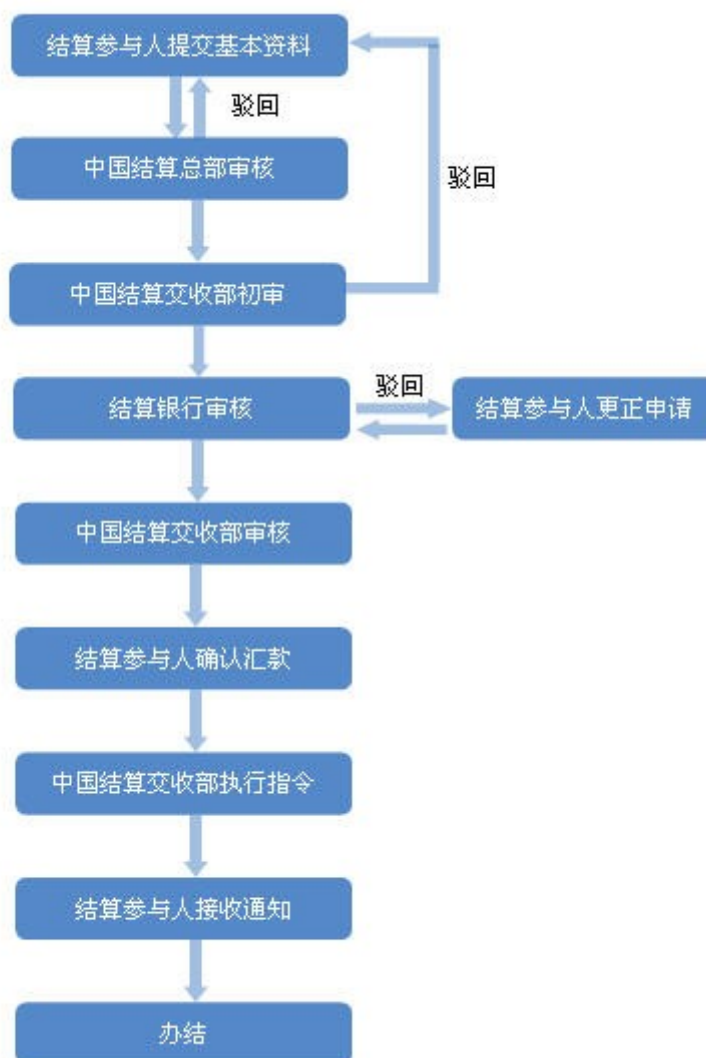 结算参与人提交基本资料
驳回
中国结算总部审核
驳回
中国结算交收部初审
驳回
结算银行审核
结算参与人更正申请
中国结算交收部审核
结算参与人确认汇款
中国结算交收部执行指令
结算参与人接收通知
办结